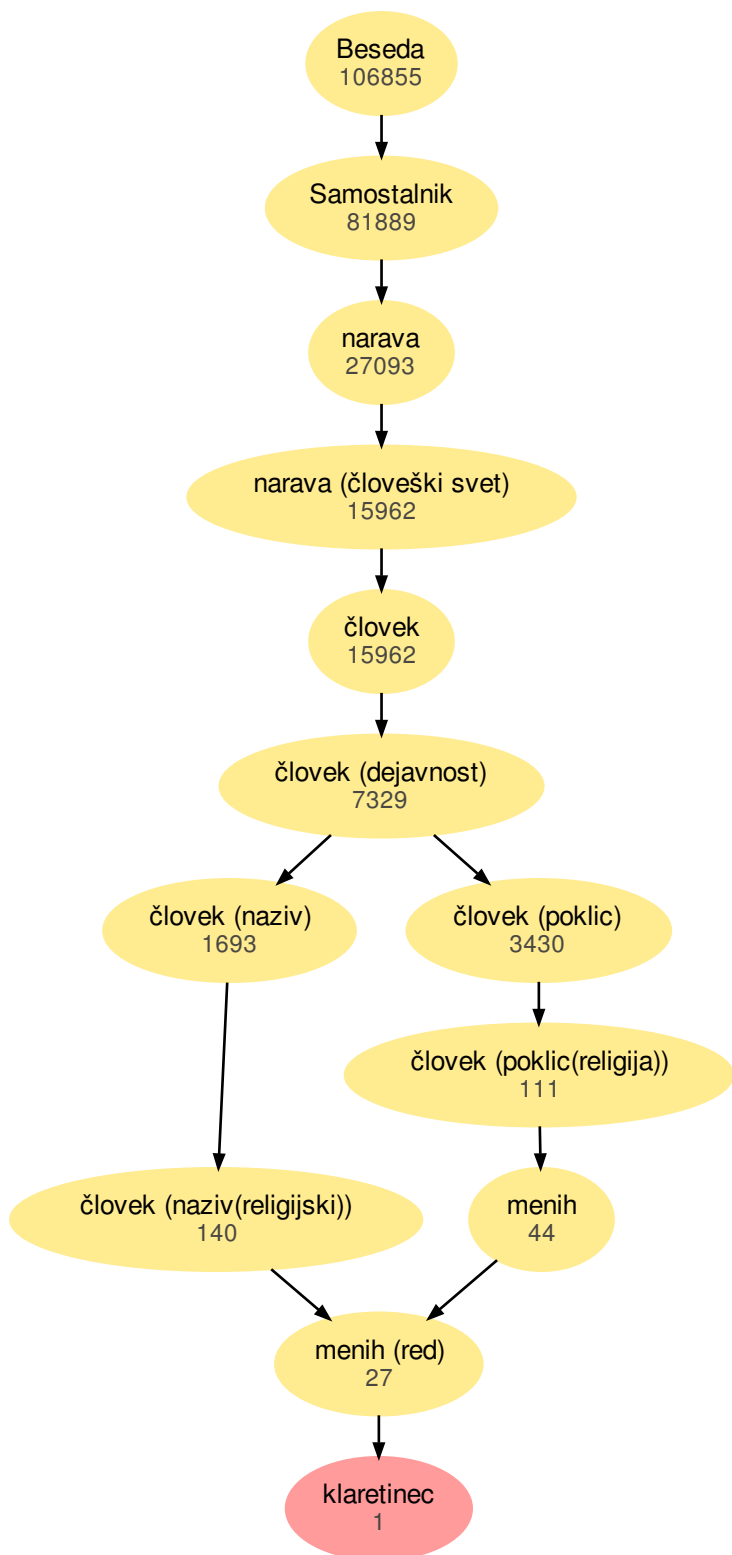 Beseda
106855
Samostalnik
81889
narava
27093
narava (človeški svet)
15962
človek
15962
človek (dejavnost)
7329
človek (naziv)
1693
človek (poklic)
3430
človek (poklic(religija))
111
človek (naziv(religijski))
140
menih
44
menih (red)
27
klaretinec
1